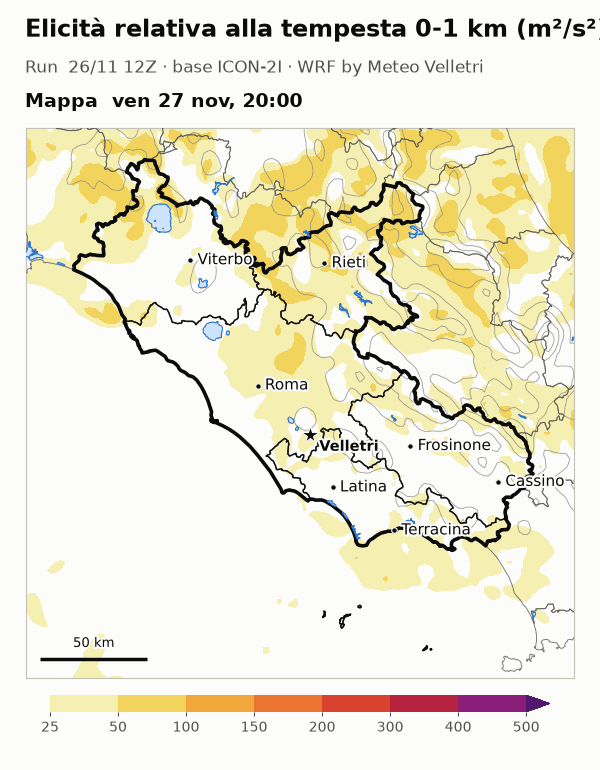 Elicità relativa alla tempesta 0-1 km (m²/s²)
Run 26/11 12Z · base ICON-2I · WRF by Meteo Velletri
Mappa ven 27 nov, 20:00
Viterbo
Rieti
Roma
Velletri
Frosinone
Cassino
Latina
Terracina
50 km
25 50 100 150 200 300 400 500